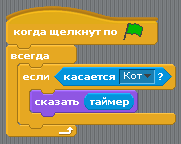 когда щелкнут по
всегда
если касается Кот ?
сказать таймер